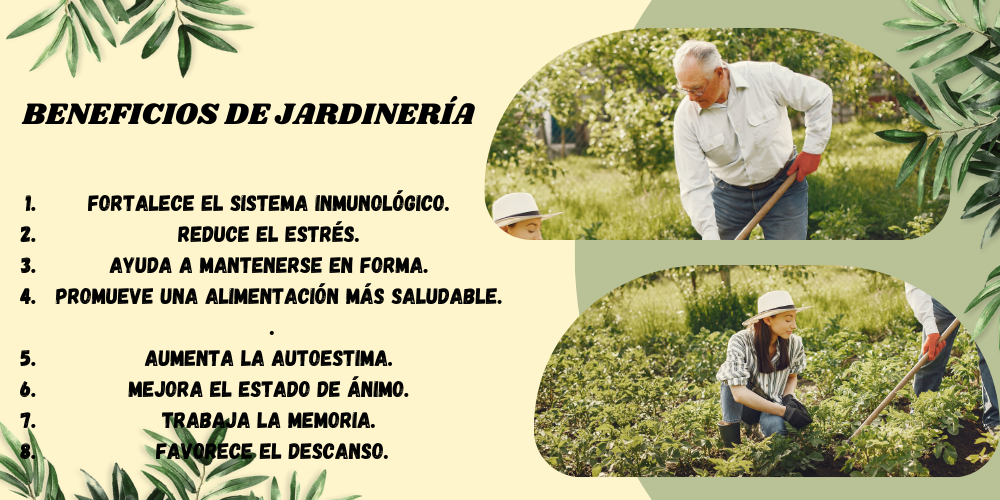 BENEFICIOS DE JARDINERÍA
1. FORTALECE EL SISTEMA INMUNOLÓGICO.
2. REDUCE EL ESTRÉS.
3. AYUDA A MANTENERSE EN FORMA.
4. PROMUEVE UNA ALIMENTACIÓN MÁS SALUDABLE.
.
5. AUMENTA LA AUTOESTIMA.
6. MEJORA EL ESTADO DE ÁNIMO.
7. TRABAJA LA MEMORIA.
8. FAVORECE EL DESCANSO.